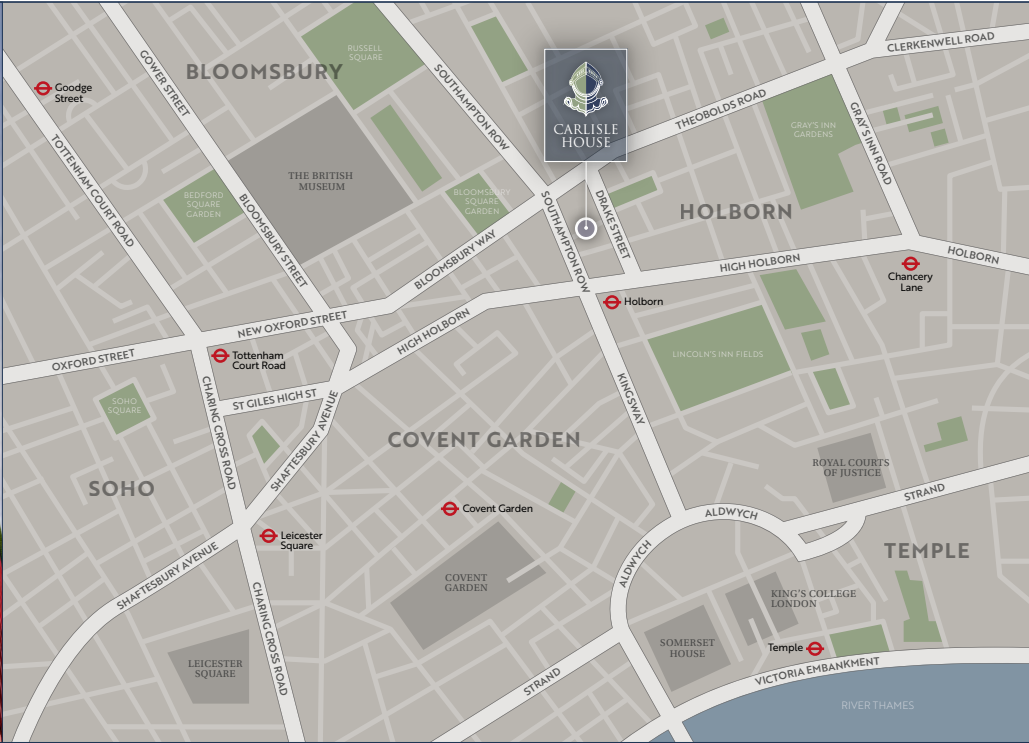 RUSSELL
SQUARE
BLOOMSBURY
GOWER STREET
SOUTHAMPTON ROW
CLERKENWELL ROAD
Goodge
Street
CARLISLE
HOUSE
THEOBOLDS ROAD
GRAY'S INN
GARDENS
GRAY'S INN ROAD
TOTTENHAM COURT ROAD
THE BRITISH
MUSEUM
BEDFORD
SQUARE
GARDEN
BLOOMSBURY
SQUARE
GARDEN
BLOOMSBURY STREET
SOUTHAMPTON ROW
DRAKE STREET
HOLBORN
BLOOMSBURY WAY
HIGH HOLBORN
HOLBORN
Chancery
Lane
Holborn
NEW OXFORD STREET
HIGH HOLBORN
OXFORD STREET
Tottenham
Court Road
LINCOLN'S INN FIELDS
SOHO
SQUARE
CHARING CROSS ROAD
ST GILES HIGH ST
SHAFTESBURY AVENUE
KINGSWAY
COVENT GARDEN
ROYAL COURTS
OF JUSTICE
SOHO
STRAND
Covent Garden
ALDWYCH
Leicester
Square
TEMPLE
ALDWYCH
SHAFTESBURY AVENUE
COVENT
GARDEN
CHARING CROSS ROAD
KING'S COLLEGE
LONDON
SOMERSET
HOUSE
Temple
LEICESTER
SQUARE
STRAND
VICTORIA EMBANKMENT
RIVER THAMES